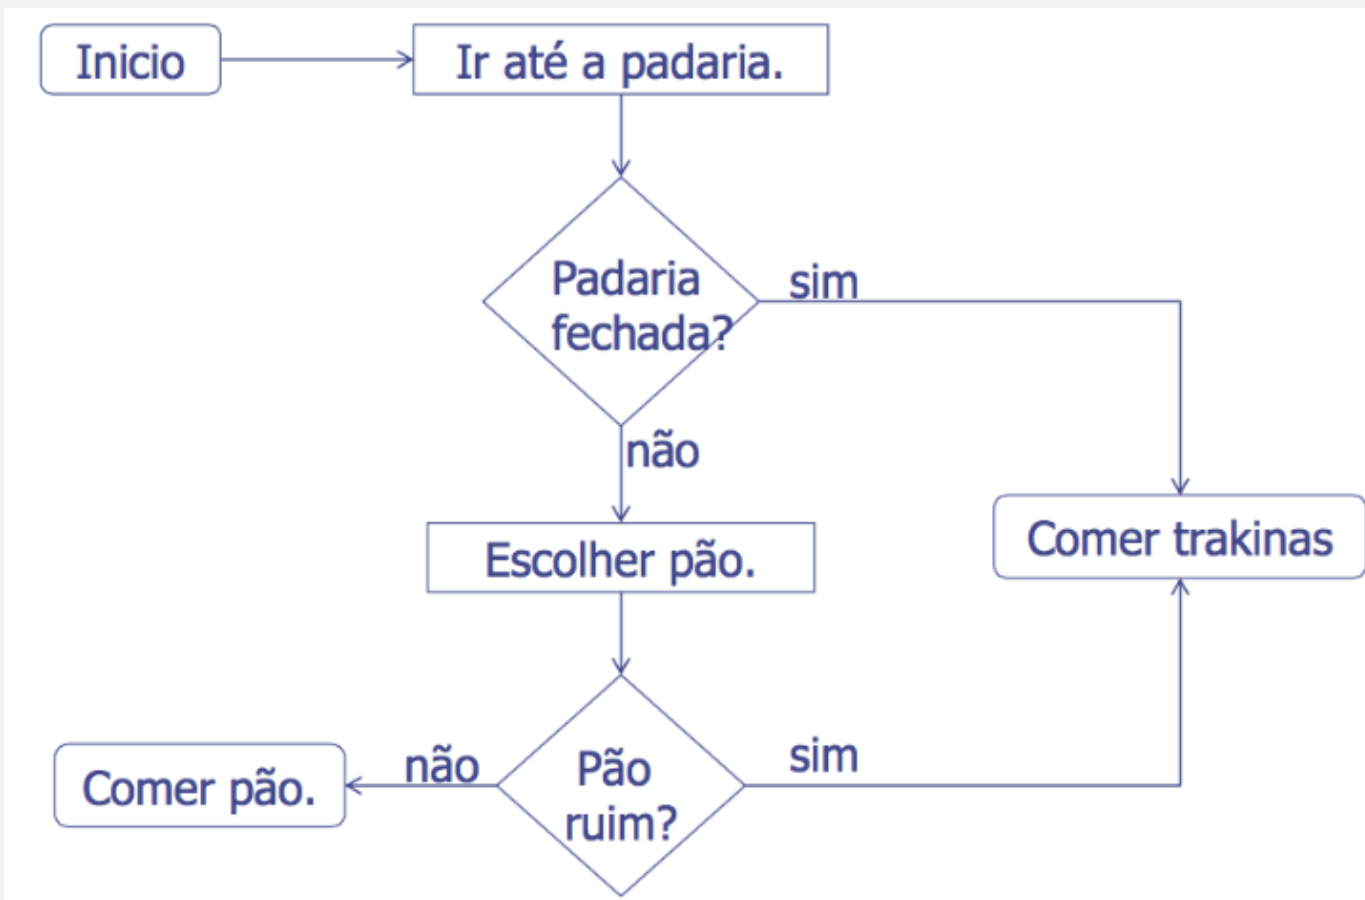 Inicio
Ir até a padaria.
Padaria
fechada?
sim
não
Escolher pão.
Comer trakinas
Pão
ruim?
não
sim
Comer pão.